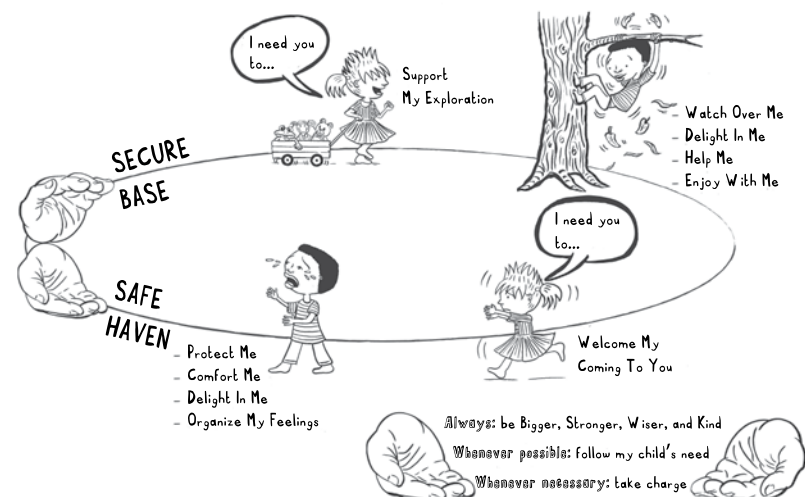 I need you
to...
Support
My Exploration
- Watch Over Me
- Delight In Me
- Help Me
- Enjoy With Me
SECURE
BASE
I need you
to...
Welcome My
Coming To You
SAFE
HAVEN
- Protect Me
- Comfort Me
- Delight In Me
- Organize My Feelings
Always: be Bigger, Stronger, Wiser, and Kind
Whenever possible: follow my child's need
Whenever necessary: take charge